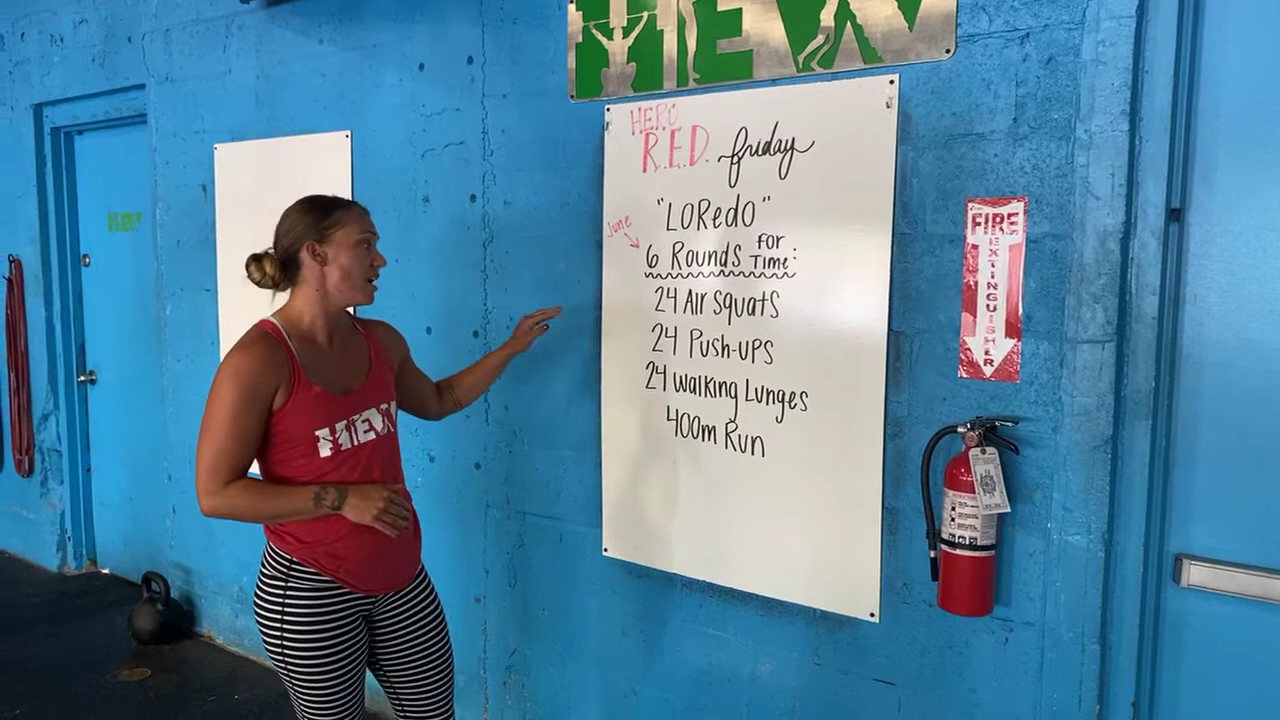 HEW
HERO
R.E.D. friday
"LOREdO"
June
6 Rounds FOR TIME:
24 Air Squats
24 Push-ups
24 Walking Lunges
400m Run
HEW
FIRE
EXTINGUISHER